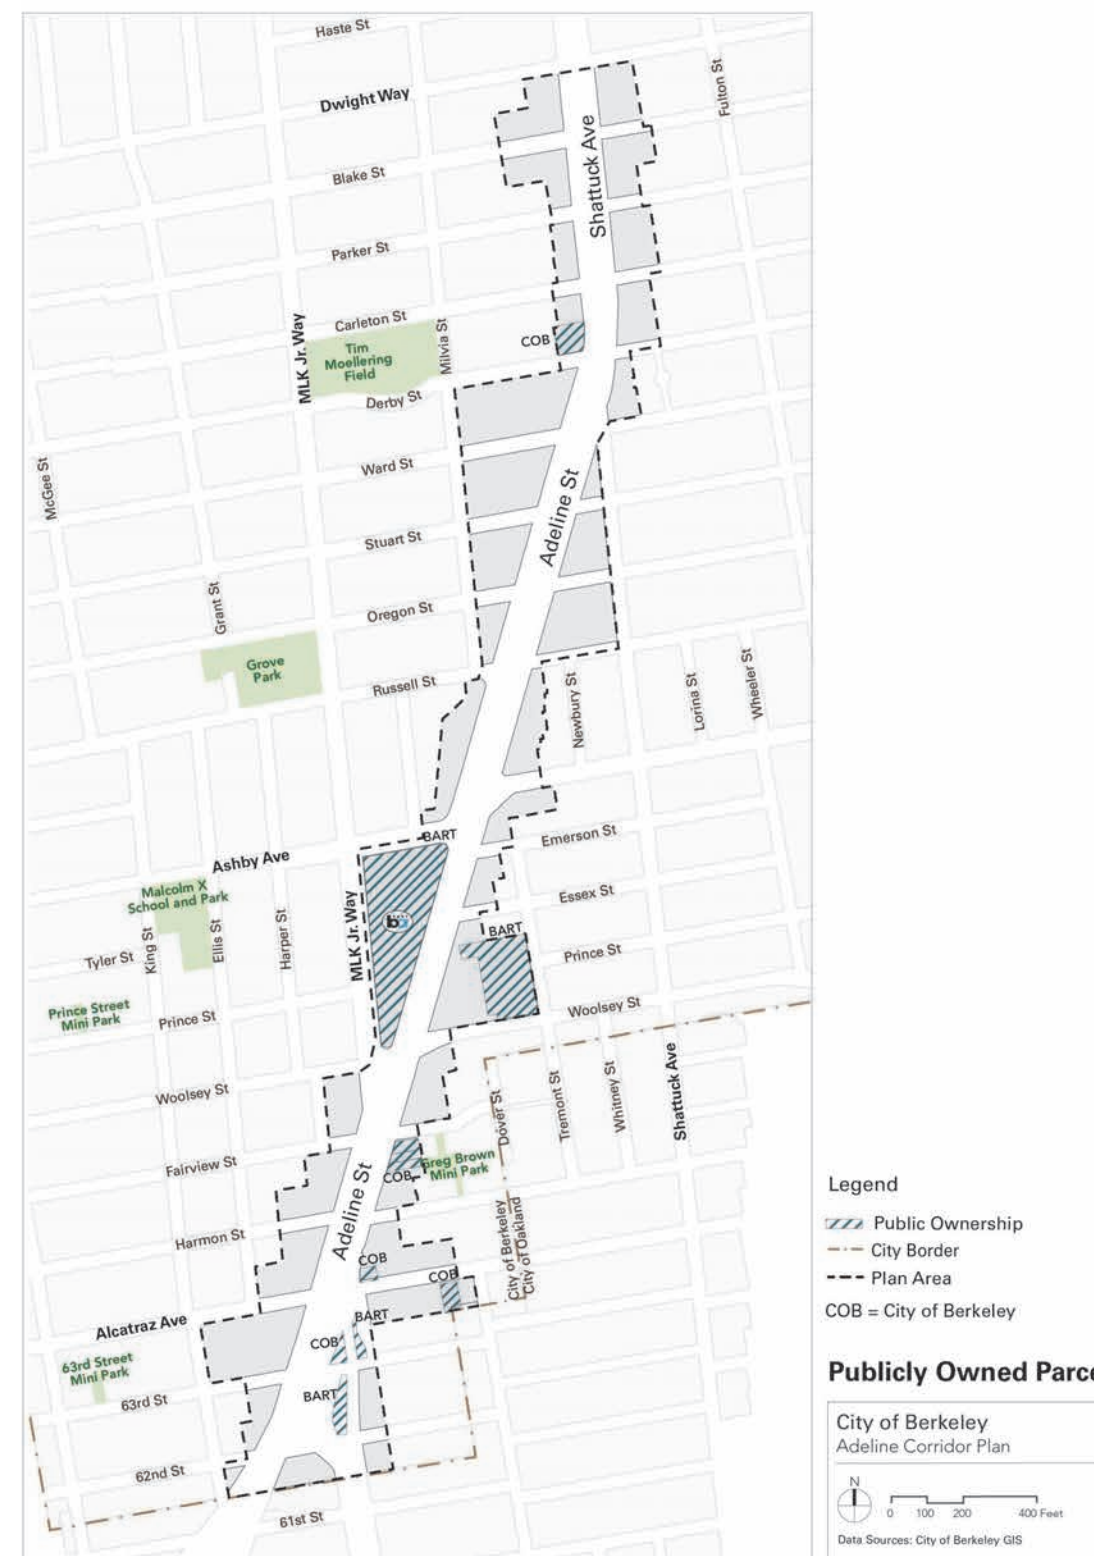 Haste St
Dwight Way
Fulton St
Shattuck Ave
Blake St
Parker St
Carleton St
MLK Jr. Way
Tim
Moellering
Field
Milvia St
COB
Derby St
McGee St
Ward St
Adeline St
Stuart St
Grant St
Oregon St
Grove
Park
Russell St
Newbury St
Lorina St
Wheeler St
BART
Emerson St
Ashby Ave
Malcolm X
School and Park
Essex St
MLK Jr. Way
BART
King St
Ellis St
Harper St
Tyler St
Prince St
Prince Street
Mini Park
Prince St
Woolsey St
Woolsey St
Dover St
Tremont St
Whitney St
Shattuck Ave
Fairview St
COB
Greg Brown
Mini Park
Adeline St
Harmon St
City of Berkeley
City of Oakland
COB
COB
Alcatraz Ave
BART
COB
63rd Street
Mini Park
63rd St
BART
62nd St
61st St
Legend
Public Ownership
City Border
Plan Area
COB = City of Berkeley
Publicly Owned Parce
City of Berkeley
Adeline Corridor Plan
N
0 100 200 400 Feet
Data Sources: City of Berkeley GIS